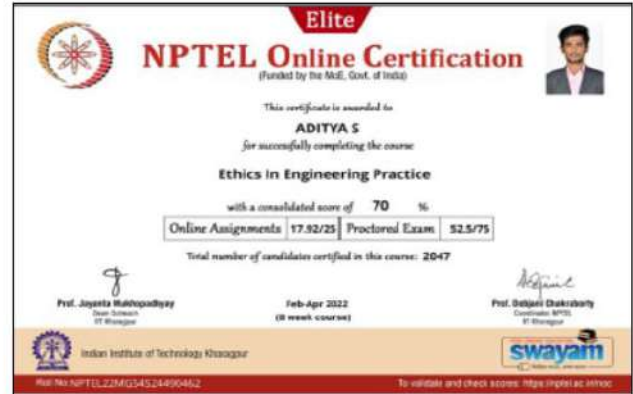 Elite
NPTEL Online Certification
(Funded by the MoE, Govt. of India)
This certificate is awarded to
ADITYA S
for successfully completing the course
Ethics in Engineering Practice
with a consolidated score of 70 %
Online Assignments 17.92/25 Proctored Exam 52.5/75
Total number of candidates certified in this course: 2047
Prof. Jayanta Mukhopadhyay
Dean Outreach
IIT Kharagpur
Feb-Apr 2022
(8 week course)
Prof. Debjani Chakraborty
Coordinator, NPTEL
IIT Kharagpur
Indian Institute of Technology Kharagpur
swayam
Roll No:NPTEL22MG54S24490462
To validate and check scores: https://nptel.ac.in/noc